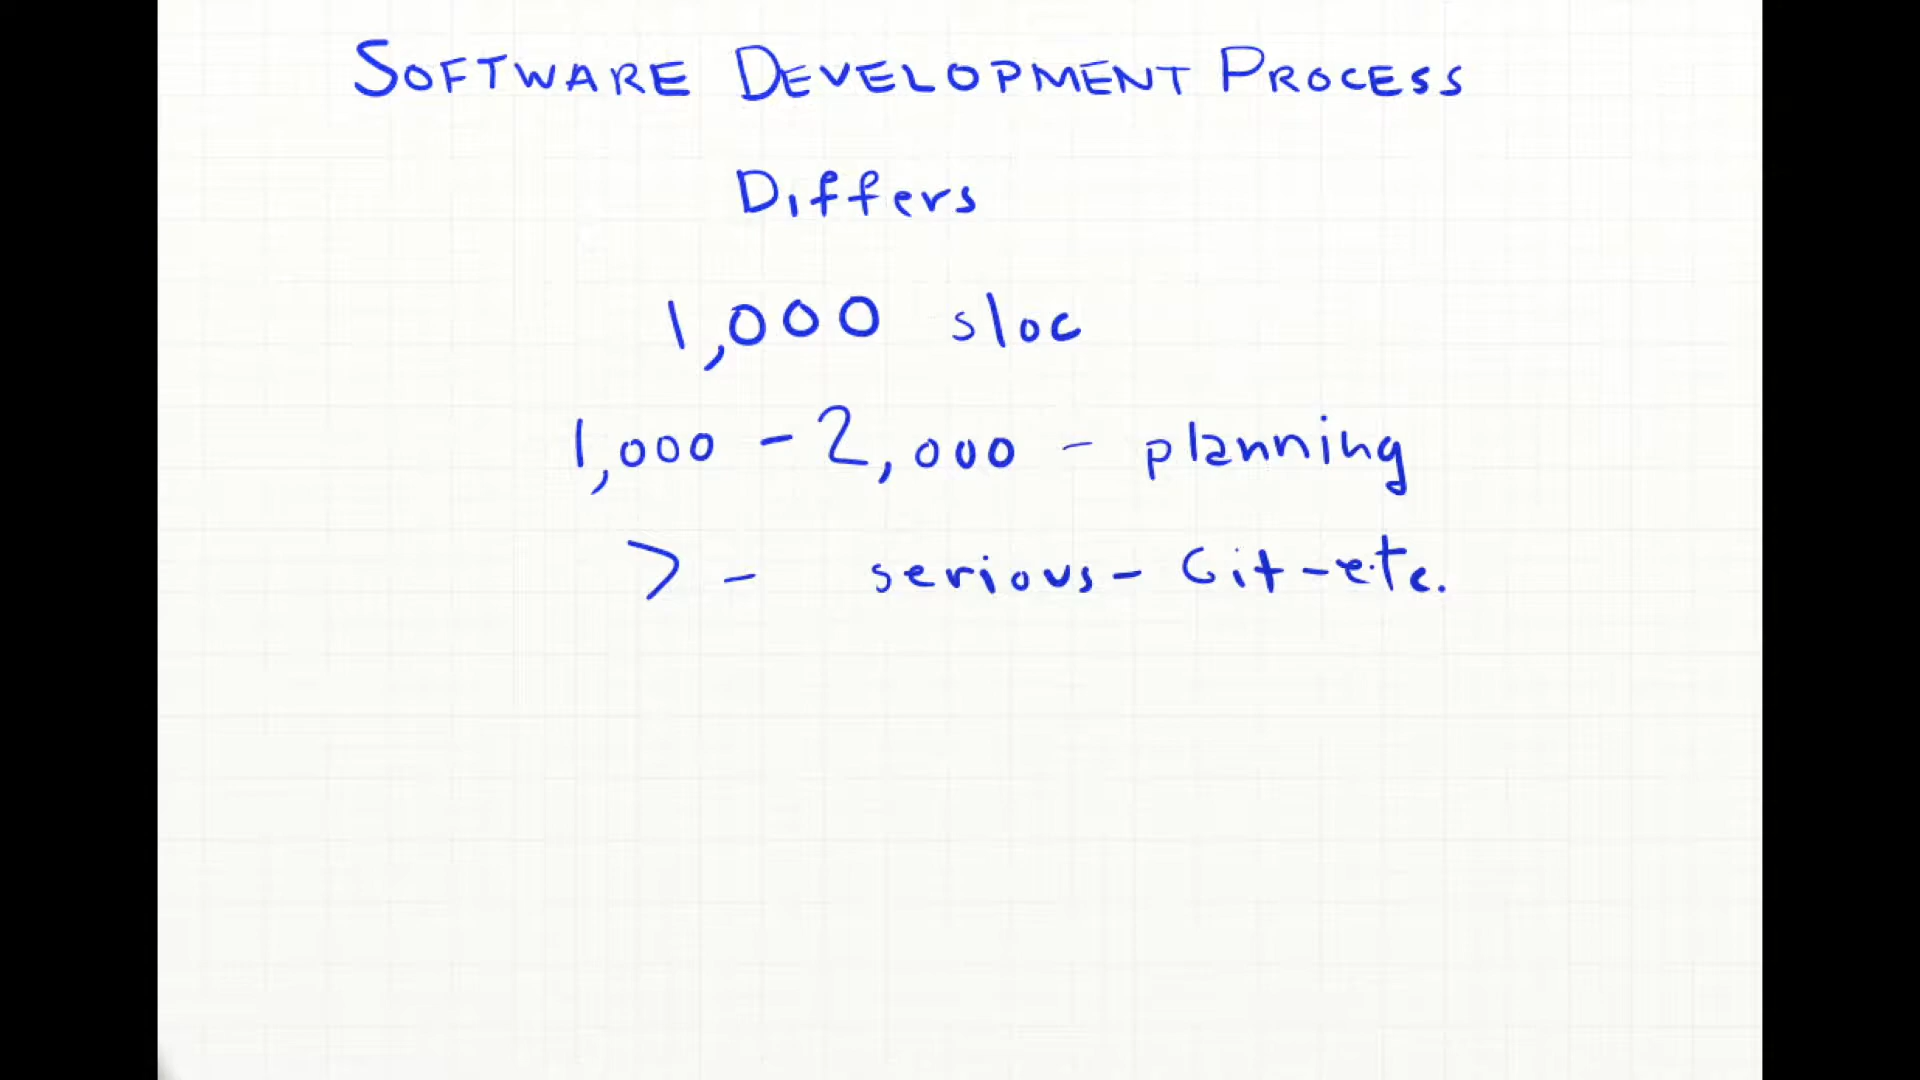 SOFTWARE DEVELOPMENT PROCESS
Differs
1,000 sloc
1,000 - 2,000 - planning
> - serious - Git - etc.